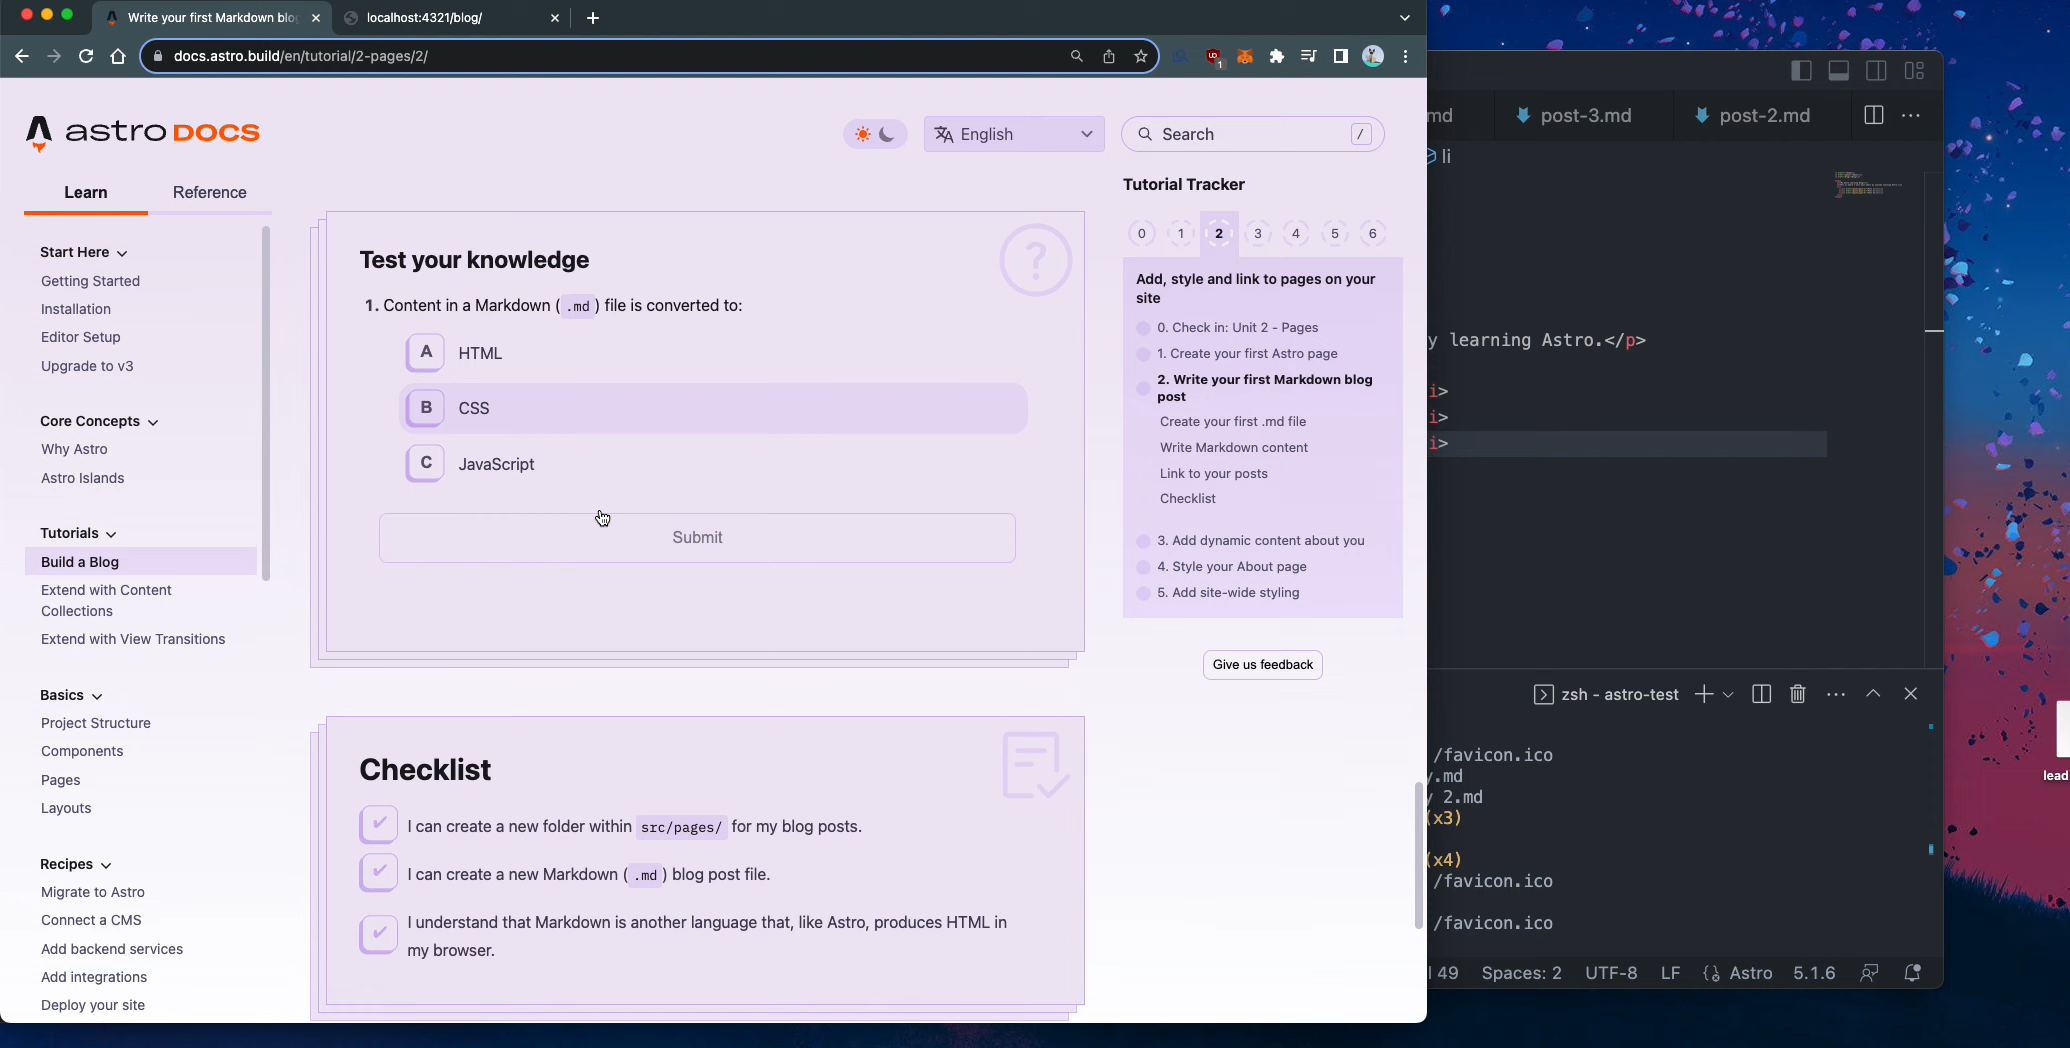 Write your first Markdown blo
localhost:4321/blog/
docs.astro.build/en/tutorial/2-pages/2/
1
astro DOCS
English
Search
/
Learn
Reference
Start Here
Getting Started
Installation
Editor Setup
Upgrade to v3
Core Concepts
Why Astro
Astro Islands
Tutorials
Build a Blog
Extend with Content
Collections
Extend with View Transitions
Basics
Project Structure
Components
Pages
Layouts
Recipes
Migrate to Astro
Connect a CMS
Add backend services
Add integrations
Deploy your site
Test your knowledge
?
1. Content in a Markdown ( .md ) file is converted to:
A HTML
B CSS
C JavaScript
Submit
Checklist
I can create a new folder within src/pages/ for my blog posts.
I can create a new Markdown ( .md ) blog post file.
I understand that Markdown is another language that, like Astro, produces HTML in
my browser.
Tutorial Tracker
0 1 2 3 4 5 6
Add, style and link to pages on your
site
0. Check in: Unit 2 - Pages
1. Create your first Astro page
2. Write your first Markdown blog
post
Create your first .md file
Write Markdown content
Link to your posts
Checklist
3. Add dynamic content about you
4. Style your About page
5. Add site-wide styling
Give us feedback
md
post-3.md
post-2.md
li
y learning Astro.</p>
i>
i>
i>
zsh - astro-test
/favicon.ico
y.md
y 2.md
(x3)
(x4)
/favicon.ico
/favicon.ico
l 49 Spaces: 2 UTF-8 LF Astro 5.1.6
lead